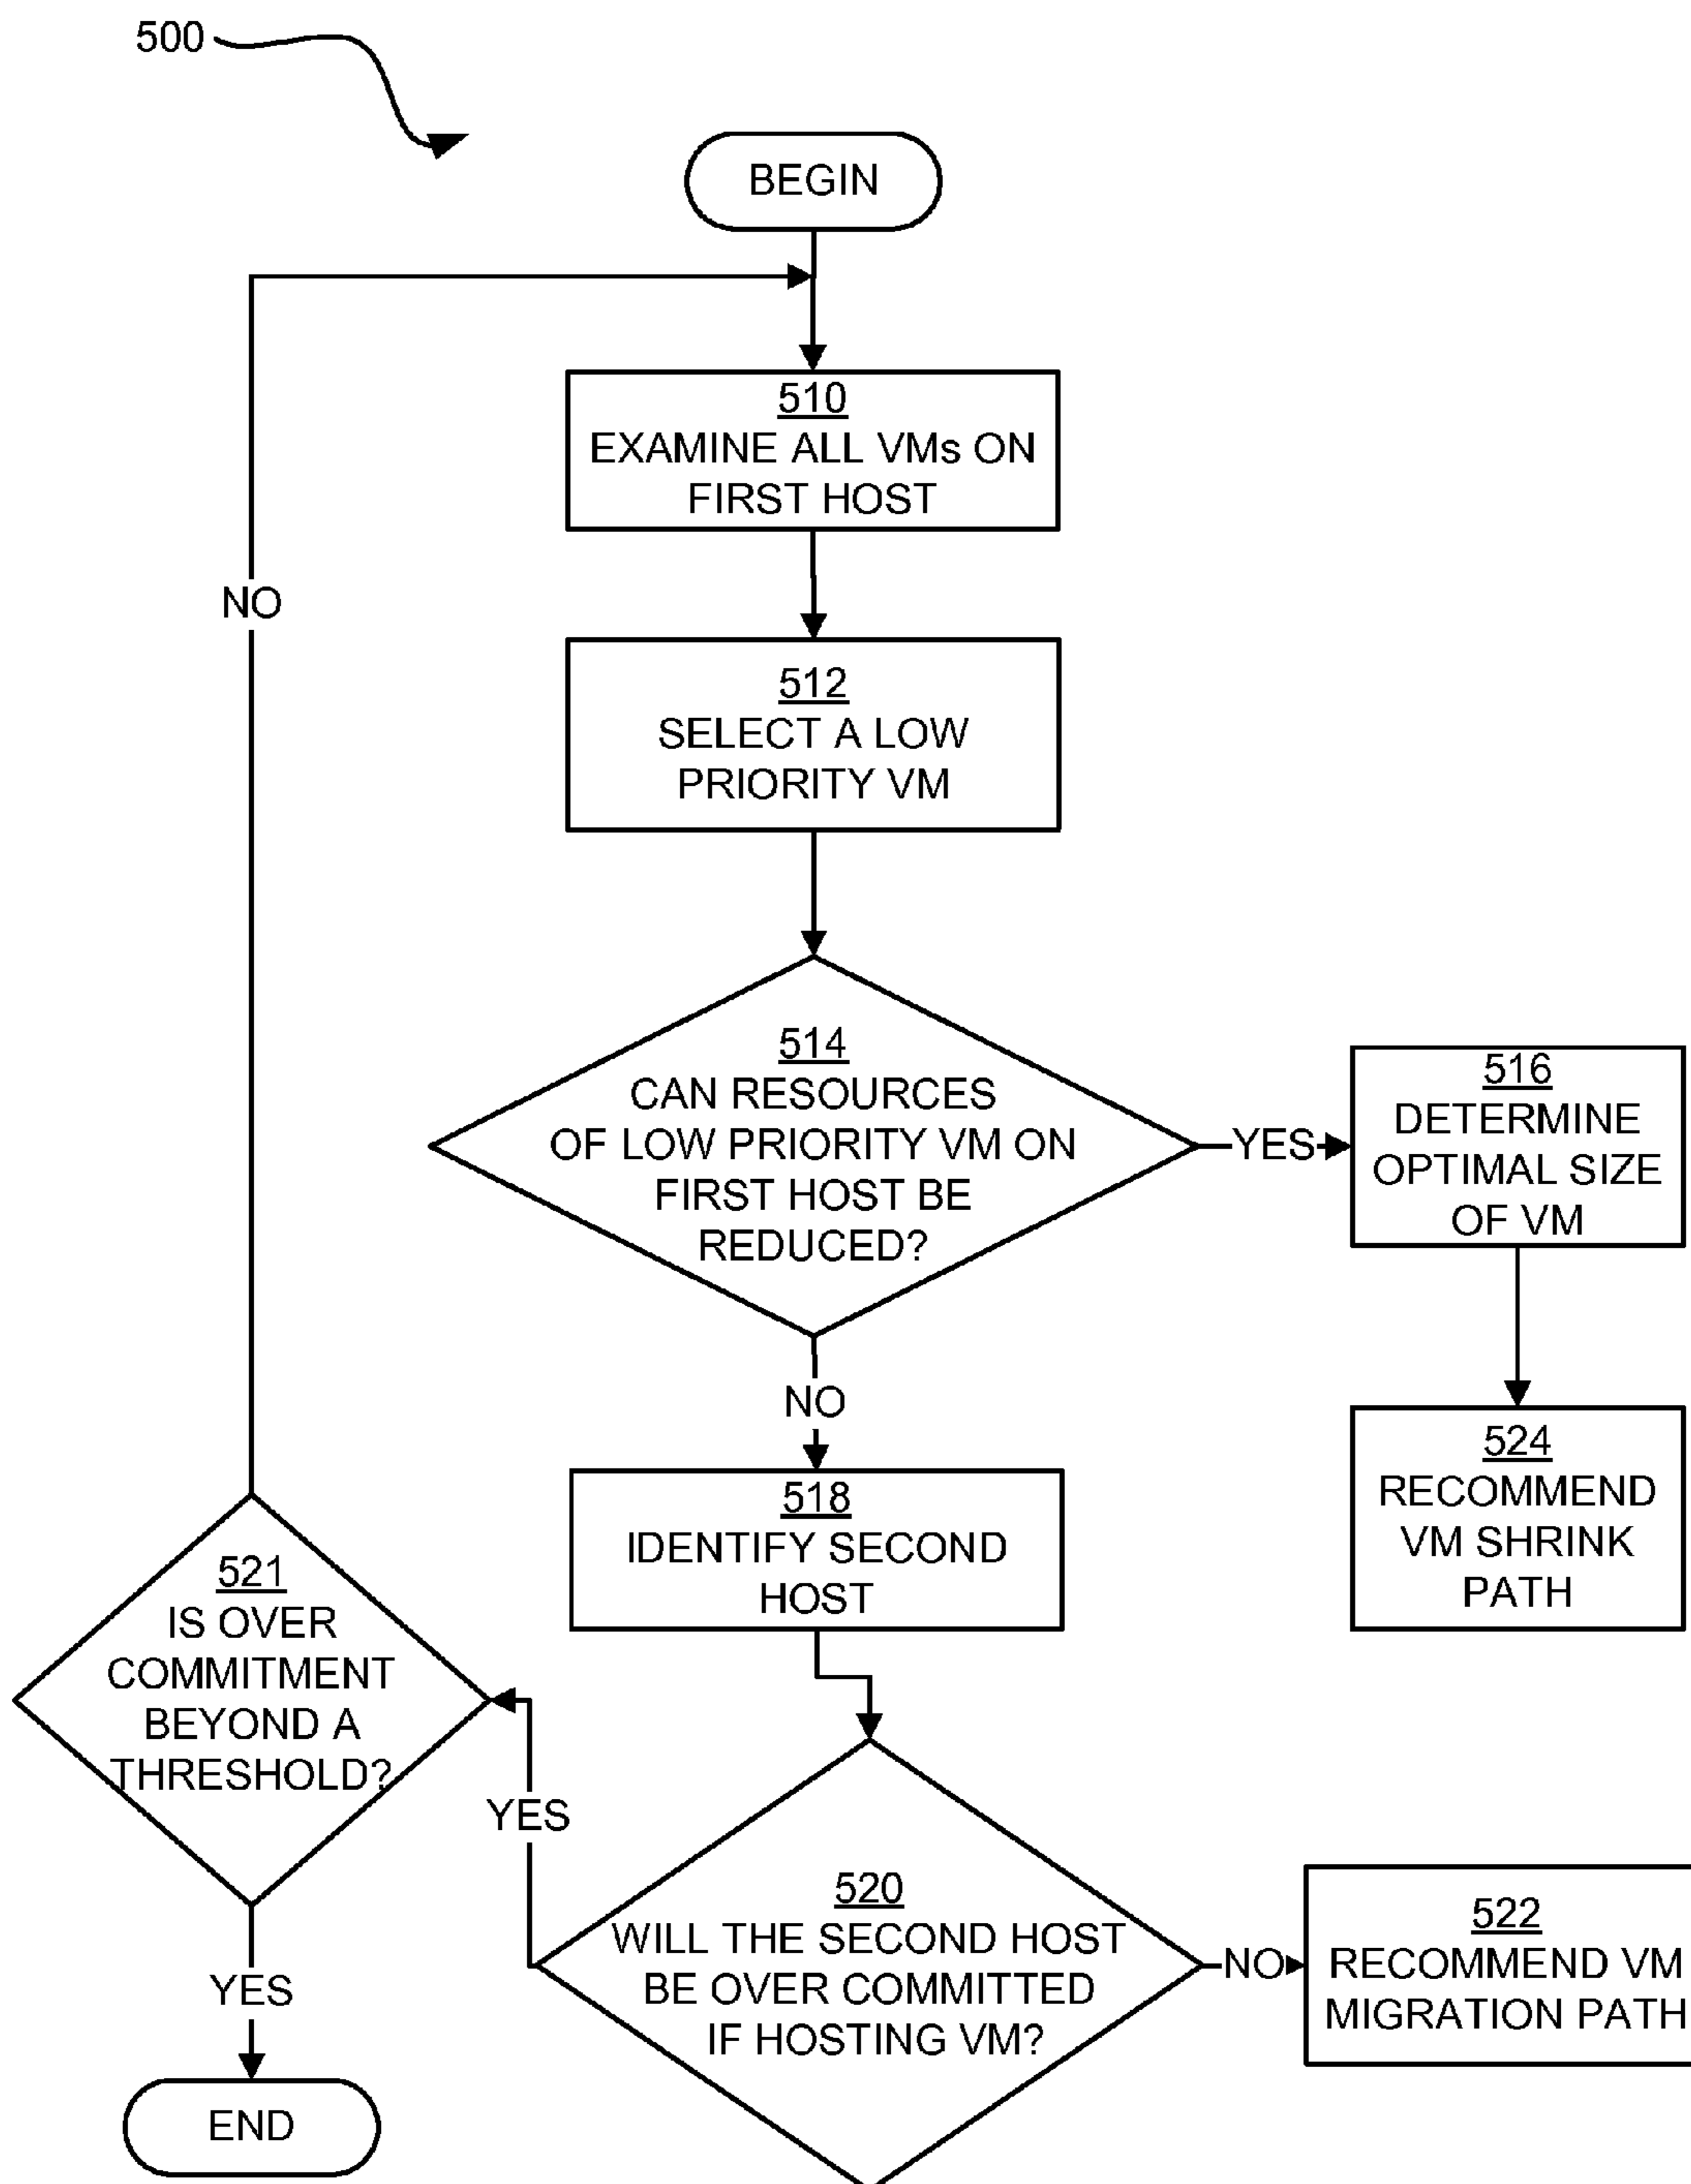 500
BEGIN
510
EXAMINE ALL VMs ON
FIRST HOST
NO
512
SELECT A LOW
PRIORITY VM
514
CAN RESOURCES
OF LOW PRIORITY VM ON
FIRST HOST BE
REDUCED?
YES
516
DETERMINE
OPTIMAL SIZE
OF VM
NO
524
RECOMMEND
VM SHRINK
PATH
518
IDENTIFY SECOND
HOST
521
IS OVER
COMMITMENT
BEYOND A
THRESHOLD?
YES
520
WILL THE SECOND HOST
BE OVER COMMITTED
IF HOSTING VM?
NO
522
RECOMMEND VM
MIGRATION PATH
YES
END